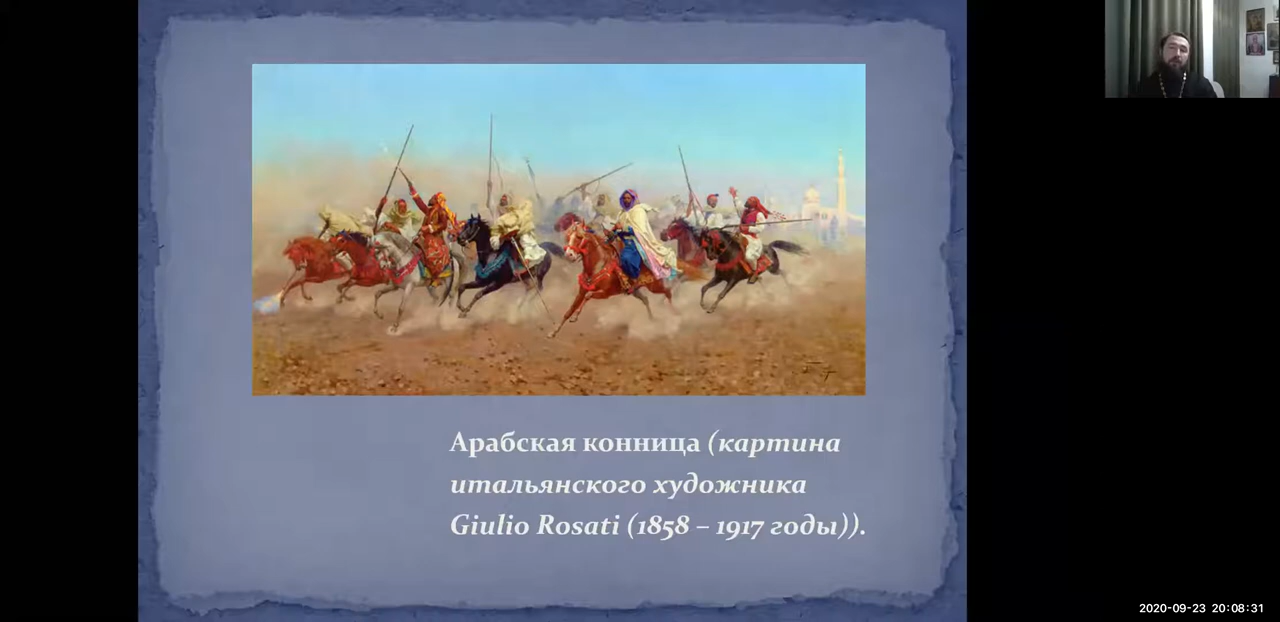 Арабская конница (картина
итальянского художника
Giulio Rosati (1858 – 1917 годы)).
2020-09-23 20:08:31